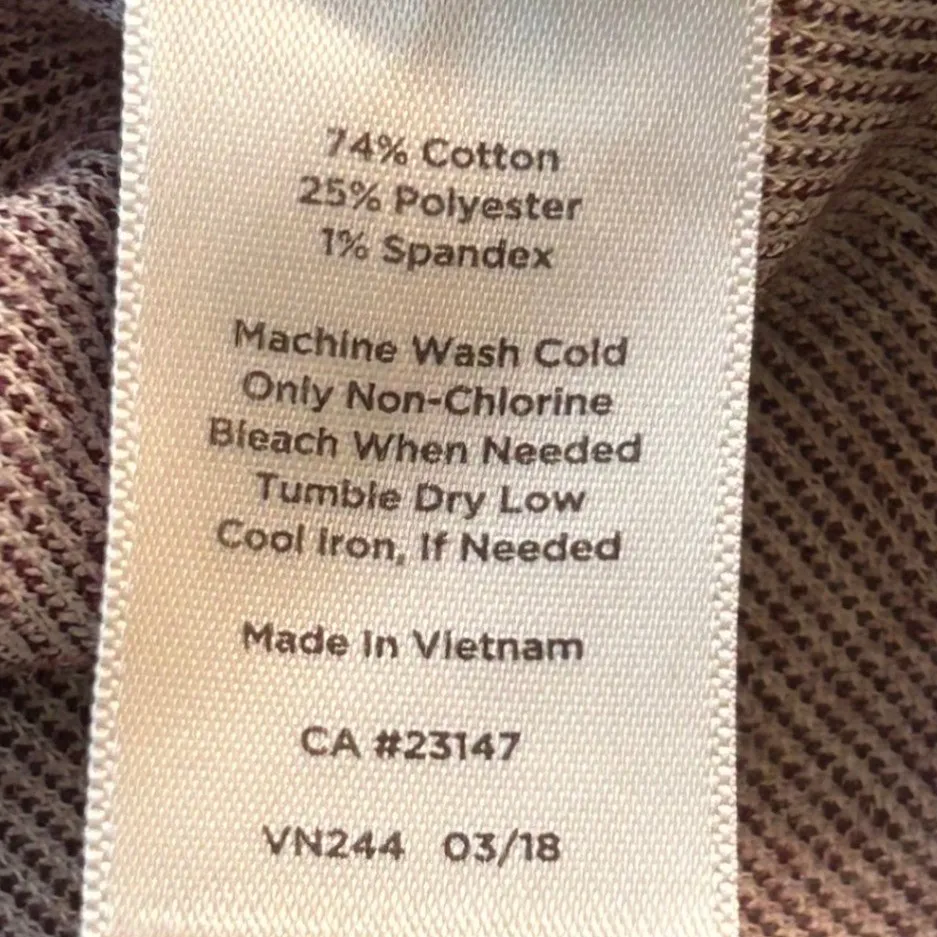 74% Cotton
25% Polyester
1% Spandex
Machine Wash Cold
Only Non-Chlorine
Bleach When Needed
Tumble Dry Low
Cool Iron, If Needed
Made In Vietnam
CA #23147
VN244 03/18